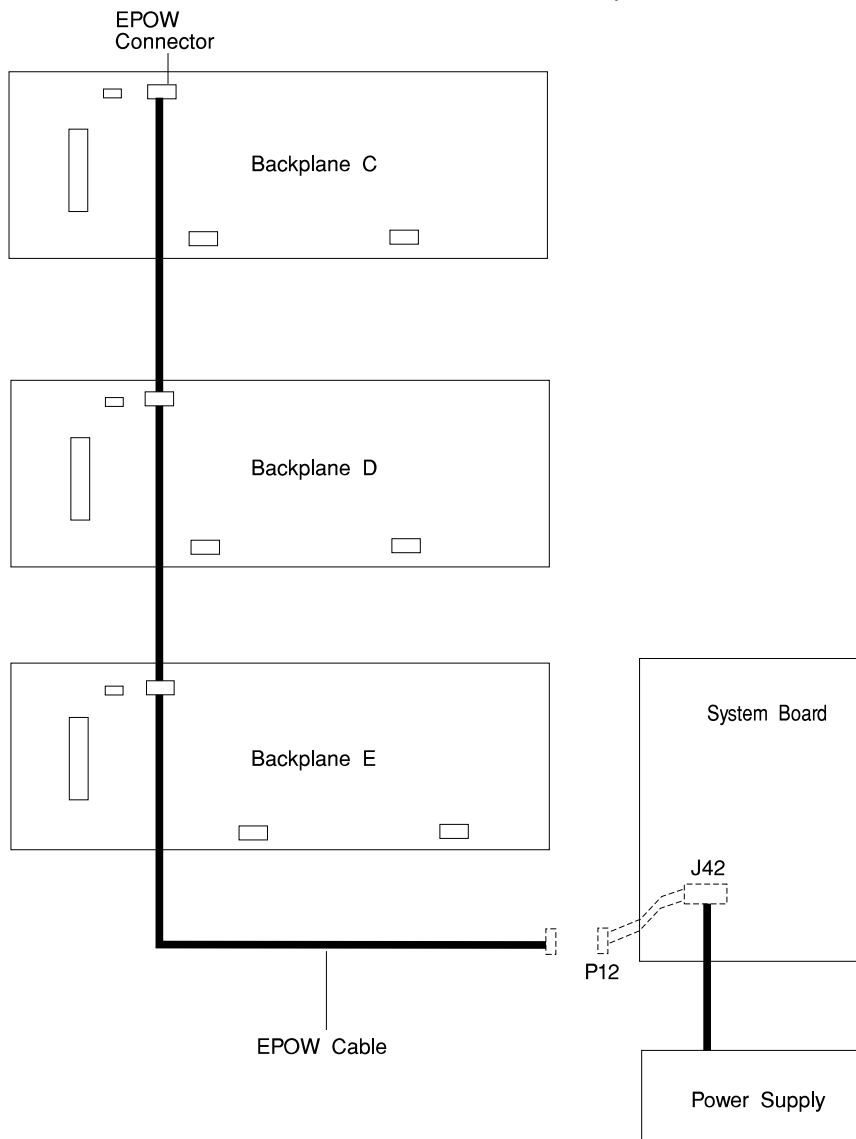 EPOW
Connector
Backplane C
Backplane D
Backplane E
System Board
J42
P12
EPOW Cable
Power Supply